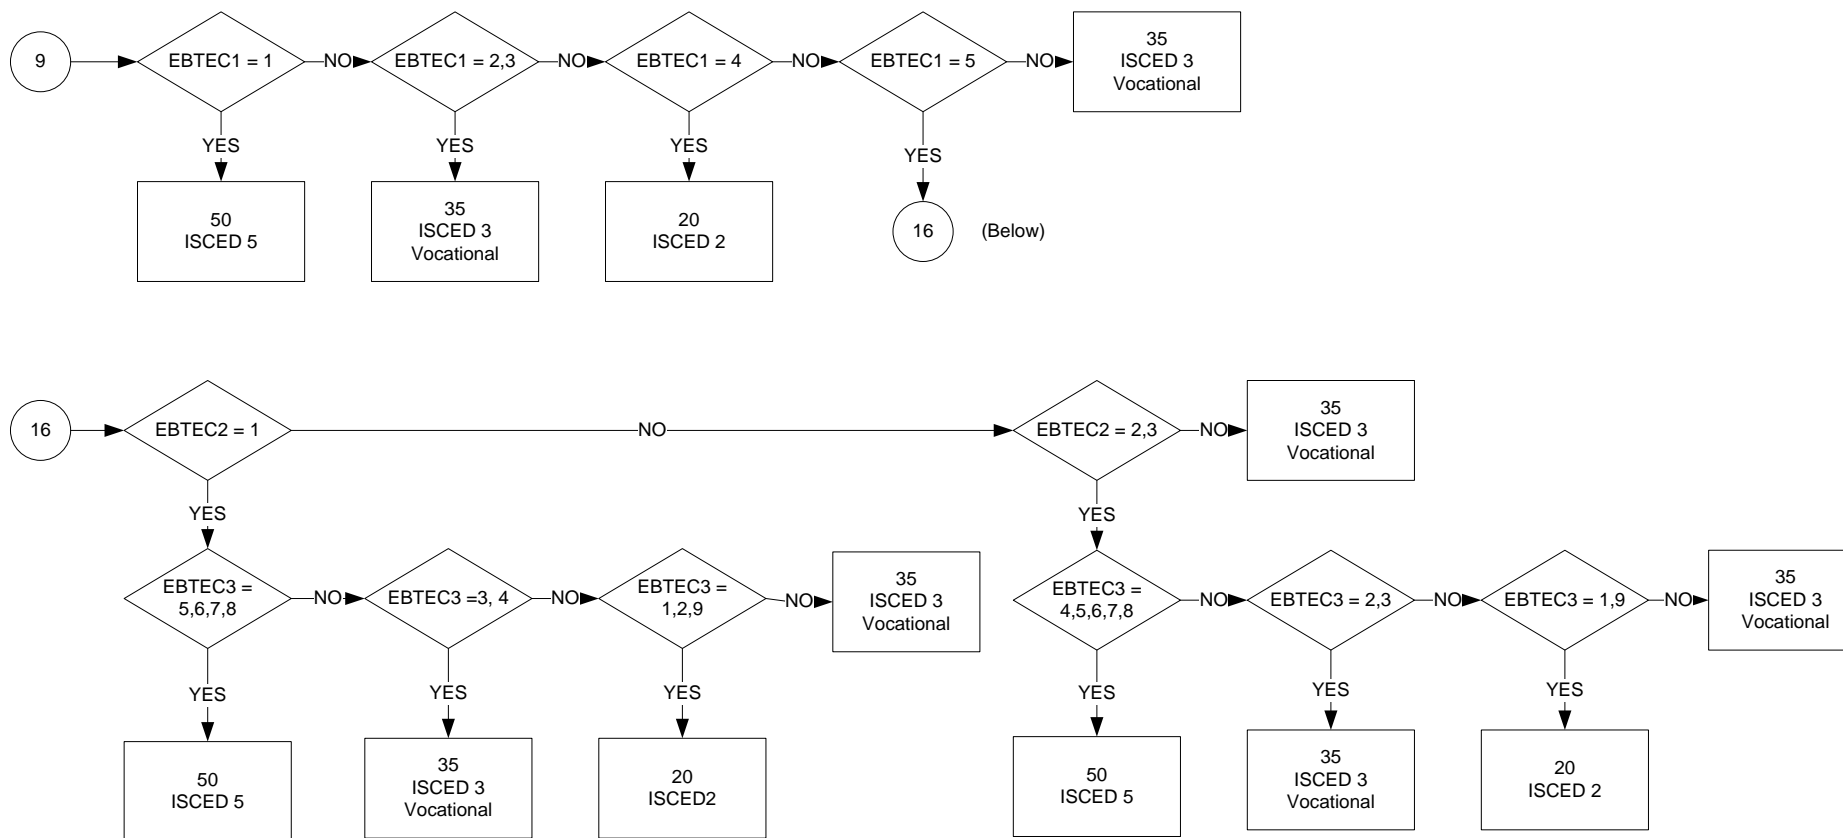 9
EBTEC1 = 1
NO
EBTEC1 = 2,3
NO
EBTEC1 = 4
NO
EBTEC1 = 5
NO
35
ISCED 3
Vocational
YES
YES
YES
YES
50
ISCED 5
35
ISCED 3
Vocational
20
ISCED 2
16
(Below)
16
EBTEC2 = 1
NO
EBTEC2 = 2,3
NO
35
ISCED 3
Vocational
YES
YES
EBTEC3 =
5,6,7,8
NO
EBTEC3 =3, 4
NO
EBTEC3 =
1,2,9
NO
35
ISCED 3
Vocational
EBTEC3 =
4,5,6,7,8
NO
EBTEC3 = 2,3
NO
EBTEC3 = 1,9
NO
35
ISCED 3
Vocational
YES
YES
YES
YES
YES
YES
50
ISCED 5
35
ISCED 3
Vocational
20
ISCED2
50
ISCED 5
35
ISCED 3
Vocational
20
ISCED 2